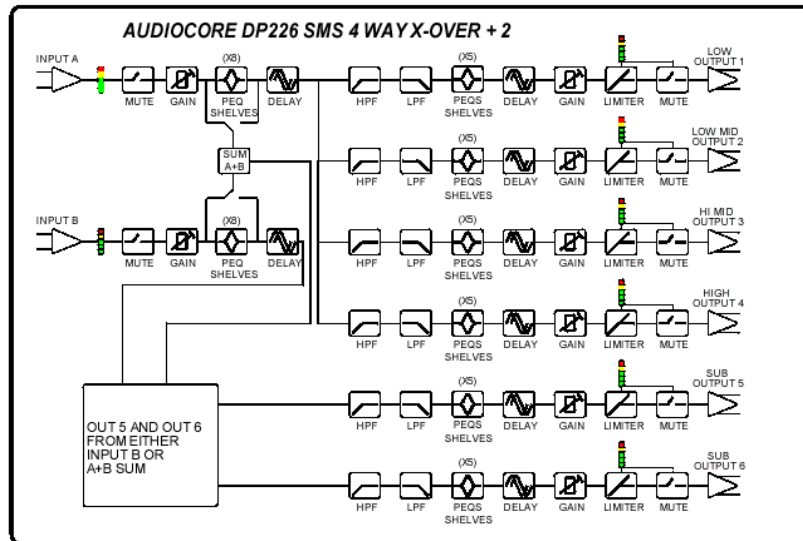 AUDIOCORE DP226 SMS 4 WAY X-OVER + 2
INPUT A
(X8)
(X5)
LOW
OUTPUT 1
MUTE
GAIN
PEQ
SHELVES
DELAY
HPF
LPF
PEQS
SHELVES
DELAY
GAIN
LIMITER
MUTE
SUM
A+B
(X5)
LOW MID
OUTPUT 2
HPF
LPF
PEQS
SHELVES
DELAY
GAIN
LIMITER
MUTE
INPUT B
(X8)
(X5)
HI MID
OUTPUT 3
MUTE
GAIN
PEQ
SHELVES
DELAY
HPF
LPF
PEQS
SHELVES
DELAY
GAIN
LIMITER
MUTE
(X5)
HIGH
OUTPUT 4
HPF
LPF
PEQS
SHELVES
DELAY
GAIN
LIMITER
MUTE
OUT 5 AND OUT 6
FROM EITHER
INPUT B OR
A+B SUM
(X5)
SUB
OUTPUT 5
HPF
LPF
PEQS
SHELVES
DELAY
GAIN
LIMITER
MUTE
(X5)
SUB
OUTPUT 6
HPF
LPF
PEQS
SHELVES
DELAY
GAIN
LIMITER
MUTE